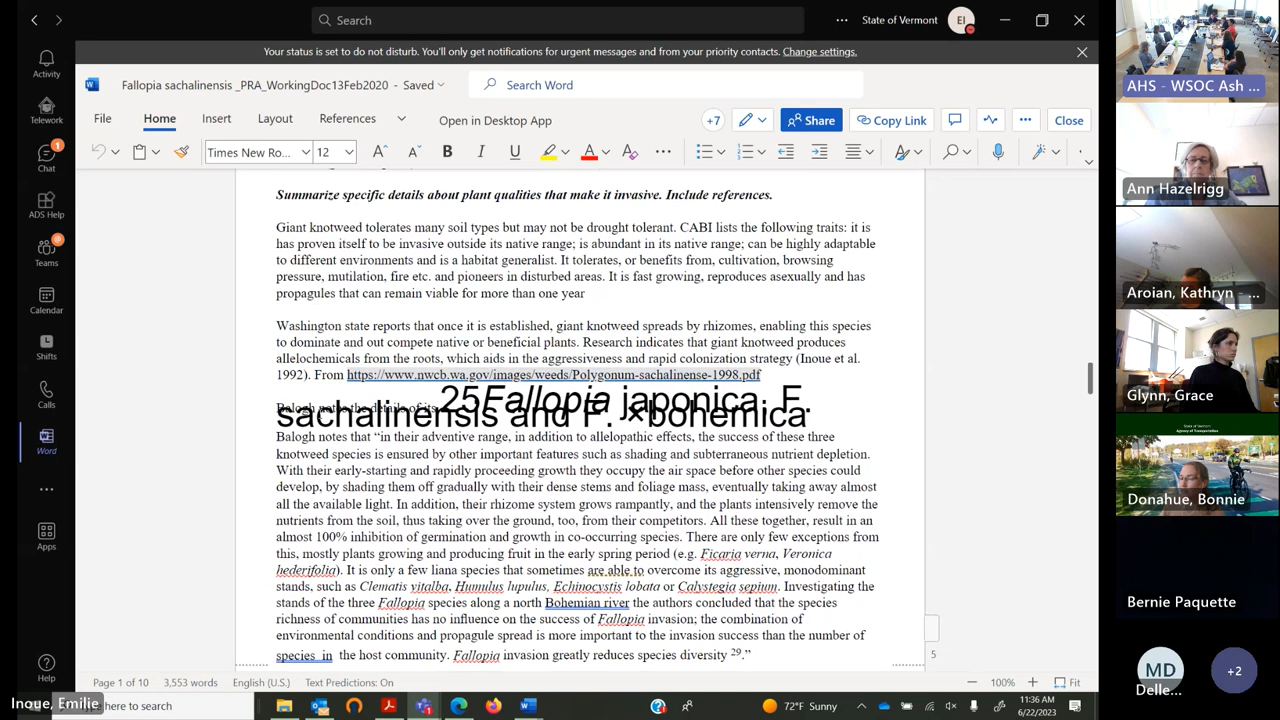 Search
State of Vermont
EI
Your status is set to do not disturb. You'll only get notifications for urgent messages and from your priority contacts. Change settings.
Activity
Telework
Chat
1
ADS Help
Teams
Calendar
Shifts
Calls
Word
Apps
Help
Fallopia sachalinensis _PRA_WorkingDoc13Feb2020 - Saved
Search Word
File
Home
Insert
Layout
References
Open in Desktop App
+7
Share
Copy Link
Close
Times New Ro...
12
Summarize specific details about plant qualities that make it invasive. Include references.
Giant knotweed tolerates many soil types but may not be drought tolerant. CABI lists the following traits: it is
has proven itself to be invasive outside its native range; is abundant in its native range; can be highly adaptable
to different environments and is a habitat generalist. It tolerates, or benefits from, cultivation, browsing
pressure, mutilation, fire etc. and pioneers in disturbed areas. It is fast growing, reproduces asexually and has
propagules that can remain viable for more than one year
Washington state reports that once it is established, giant knotweed spreads by rhizomes, enabling this species
to dominate and out compete native or beneficial plants. Research indicates that giant knotweed produces
allelochemicals from the roots, which aids in the aggressiveness and rapid colonization strategy (Inoue et al.
1992). From https://www.nwcb.wa.gov/images/weeds/Polygonum-sachalinense-1998.pdf
Balogh notes the details of its 25Fallopia japonica, F.
sachalinensis and F. xbohemica
Balogh notes that “in their adventive range, in addition to allelopathic effects, the success of these three
knotweed species is ensured by other important features such as shading and subterraneous nutrient depletion.
With their early-starting and rapidly proceeding growth they occupy the air space before other species could
develop, by shading them off gradually with their dense stems and foliage mass, eventually taking away almost
all the available light. In addition, their rhizome system grows rampantly, and the plants intensively remove the
nutrients from the soil, thus taking over the ground, too, from their competitors. All these together, result in an
almost 100% inhibition of germination and growth in co-occurring species. There are only few exceptions from
this, mostly plants growing and producing fruit in the early spring period (e.g. Ficaria verna, Veronica
hederifolia). It is only a few liana species that sometimes are able to overcome its aggressive, monodominant
stands, such as Clematis vitalba, Humulus lupulus, Echinocystis lobata or Calystegia sepium. Investigating the
stands of the three Fallopia species along a north Bohemian river the authors concluded that the species
richness of communities has no influence on the success of Fallopia invasion; the combination of
environmental conditions and propagule spread is more important to the invasion success than the number of
species in the host community. Fallopia invasion greatly reduces species diversity 29.”
5
Page 1 of 10
3,553 words
English (U.S.)
Text Predictions: On
100%
Fit
Inoue, Emilie
here to search
72°F Sunny
11:36 AM
6/22/2023
AHS - WSOC Ash ...
Ann Hazelrigg
Aroian, Kathryn - ...
Glynn, Grace
Donahue, Bonnie
Bernie Paquette
MD
Delle...
+2